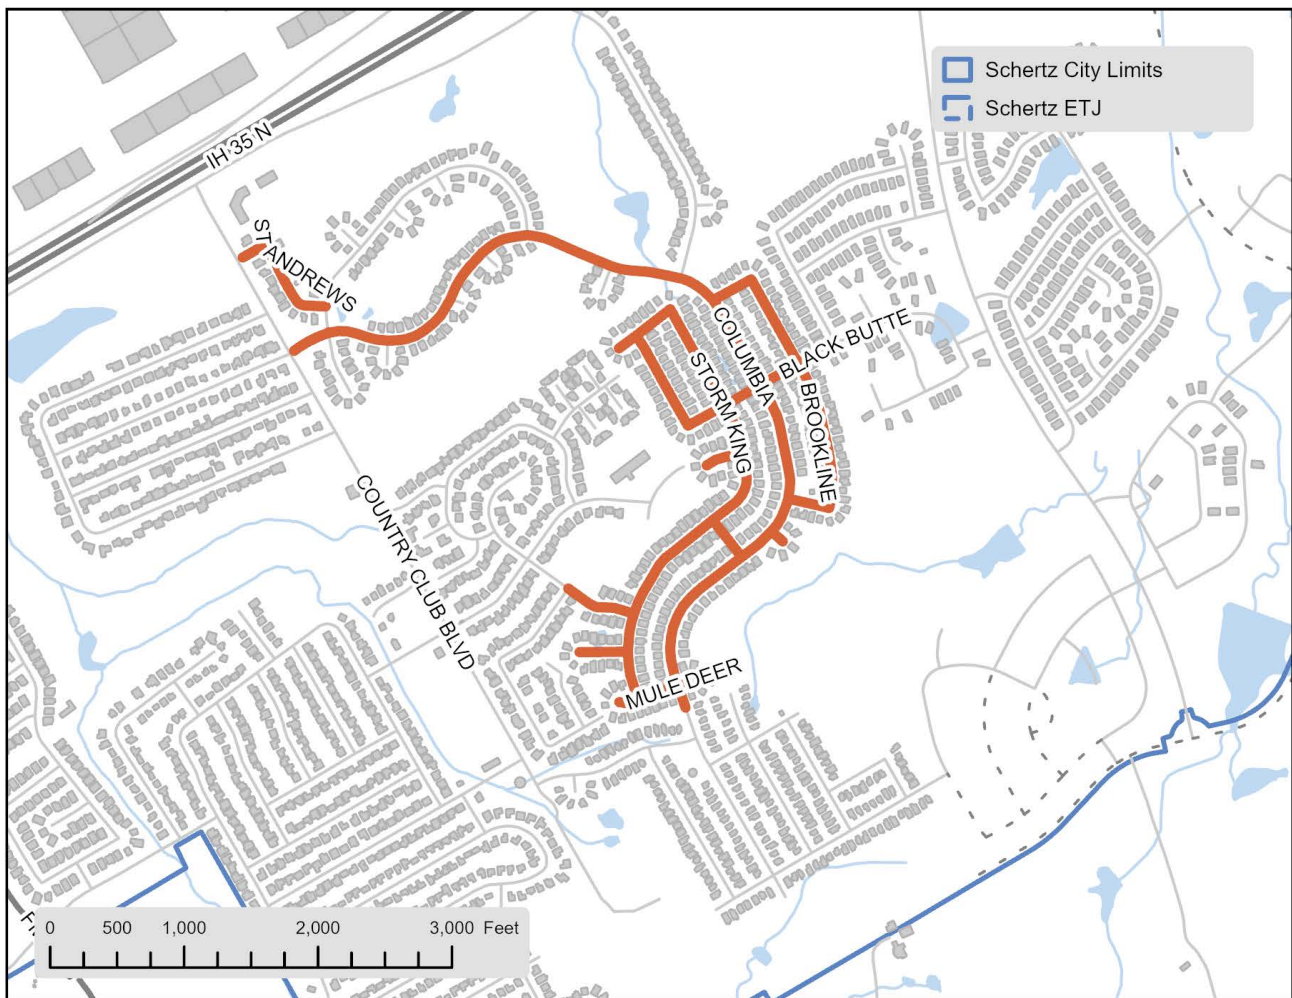 Schertz City Limits
Schertz ETJ
IH 35 N
ST ANDREWS
COLUMBIA
BLACK BUTTE
STORM KING
BROOKLINE
COUNTRY CLUB BLVD
MULE DEER
0 500 1,000 2,000 3,000 Feet